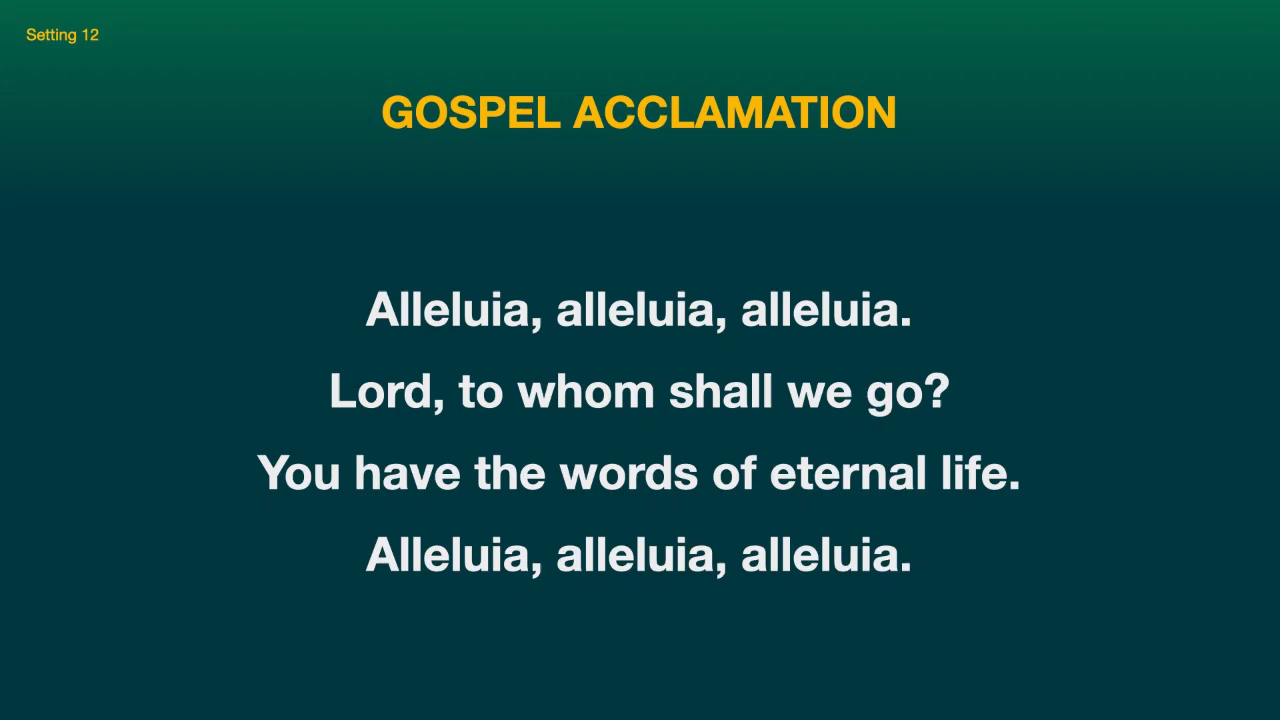 Setting 12
GOSPEL ACCLAMATION
Alleluia, alleluia, alleluia.
Lord, to whom shall we go?
You have the words of eternal life.
Alleluia, alleluia, alleluia.